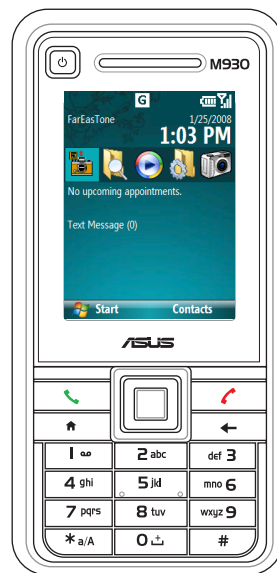 M930
G
FarEasTone
1/25/2008
1:03 PM
No upcoming appointments.
Text Message (0)
Start Contacts
ASUS
1
2 abc
def 3
4 ghi
5 jkl
mno 6
7 pqrs
8 tuv
wxyz 9
* a/A
0 +
#